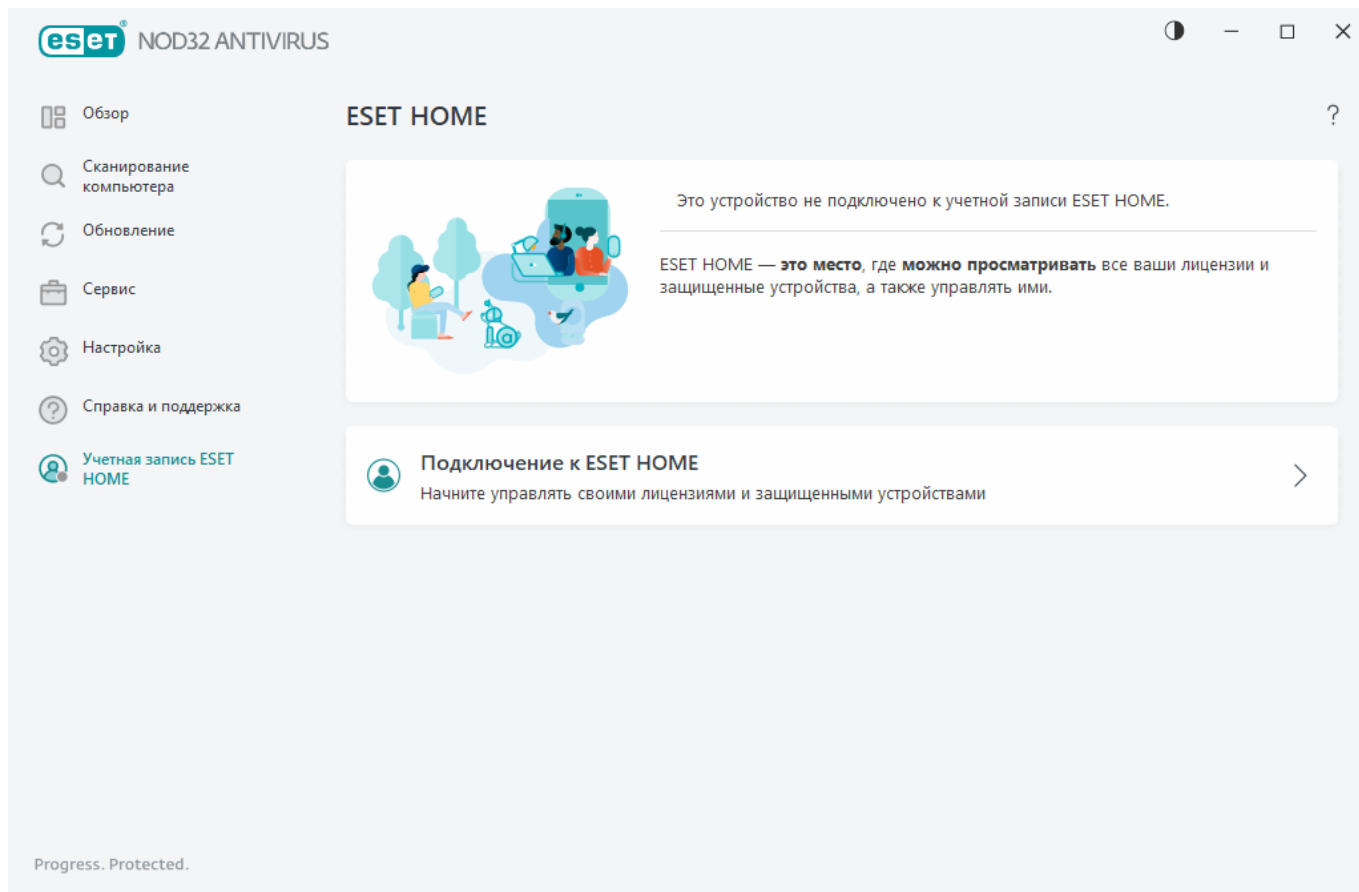 eset® NOD32 ANTIVIRUS
Обзор
Сканирование
компьютера
Обновление
Сервис
Настройка
Справка и поддержка
Учетная запись ESET
HOME
ESET HOME
?
Это устройство не подключено к учетной записи ESET HOME.
ESET HOME — это место, где можно просматривать все ваши лицензии и
защищенные устройства, а также управлять ими.
Подключение к ESET HOME
Начните управлять своими лицензиями и защищенными устройствами
Progress. Protected.